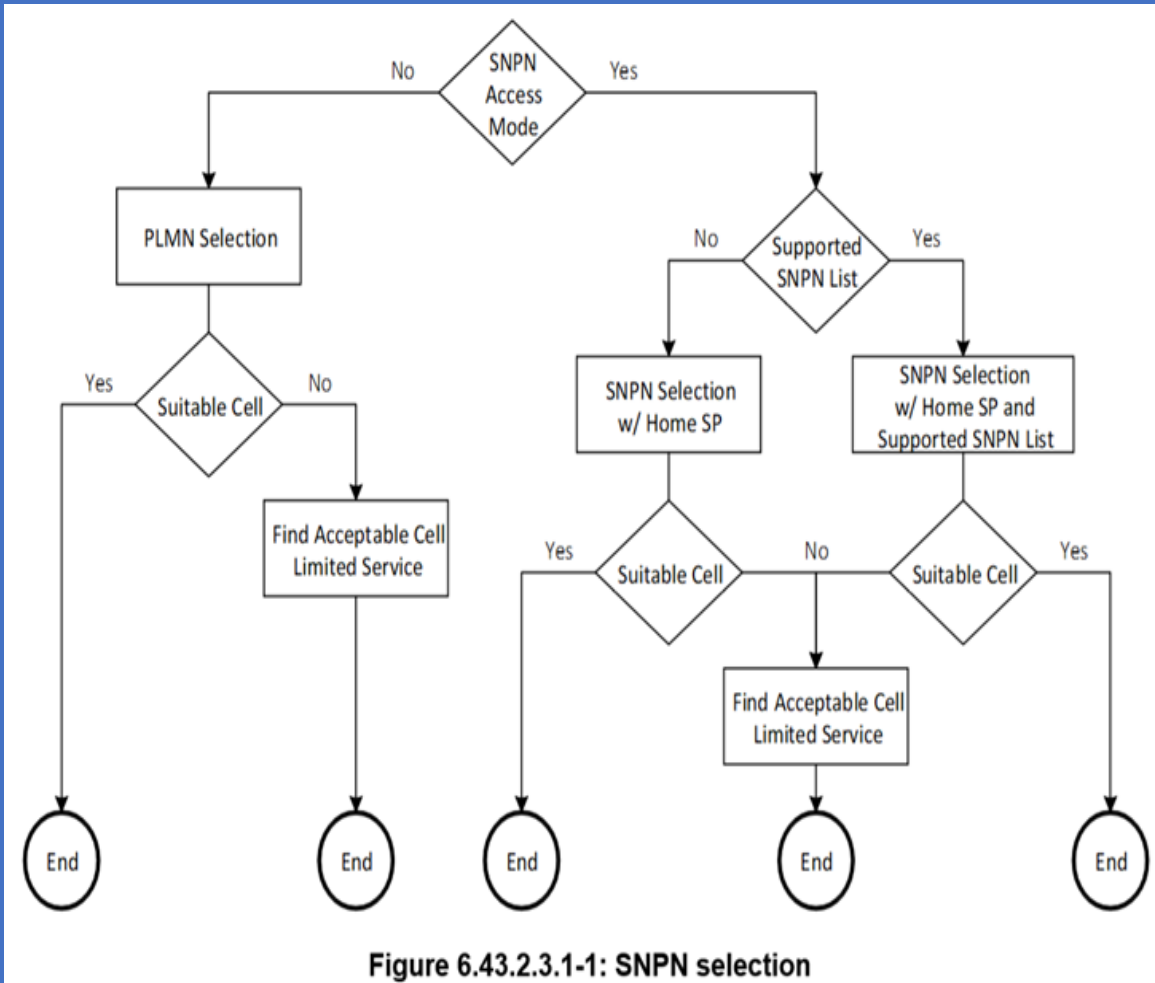 No
SNPN
Access
Mode
Yes
PLMN Selection
No
Supported
SNPN List
Yes
Yes
Suitable Cell
No
SNPN Selection
w/ Home SP
SNPN Selection
w/ Home SP and
Supported SNPN List
Find Acceptable Cell
Limited Service
Yes
Suitable Cell
No
Suitable Cell
Yes
Find Acceptable Cell
Limited Service
End
End
End
End
End
Figure 6.43.2.3.1-1: SNPN selection